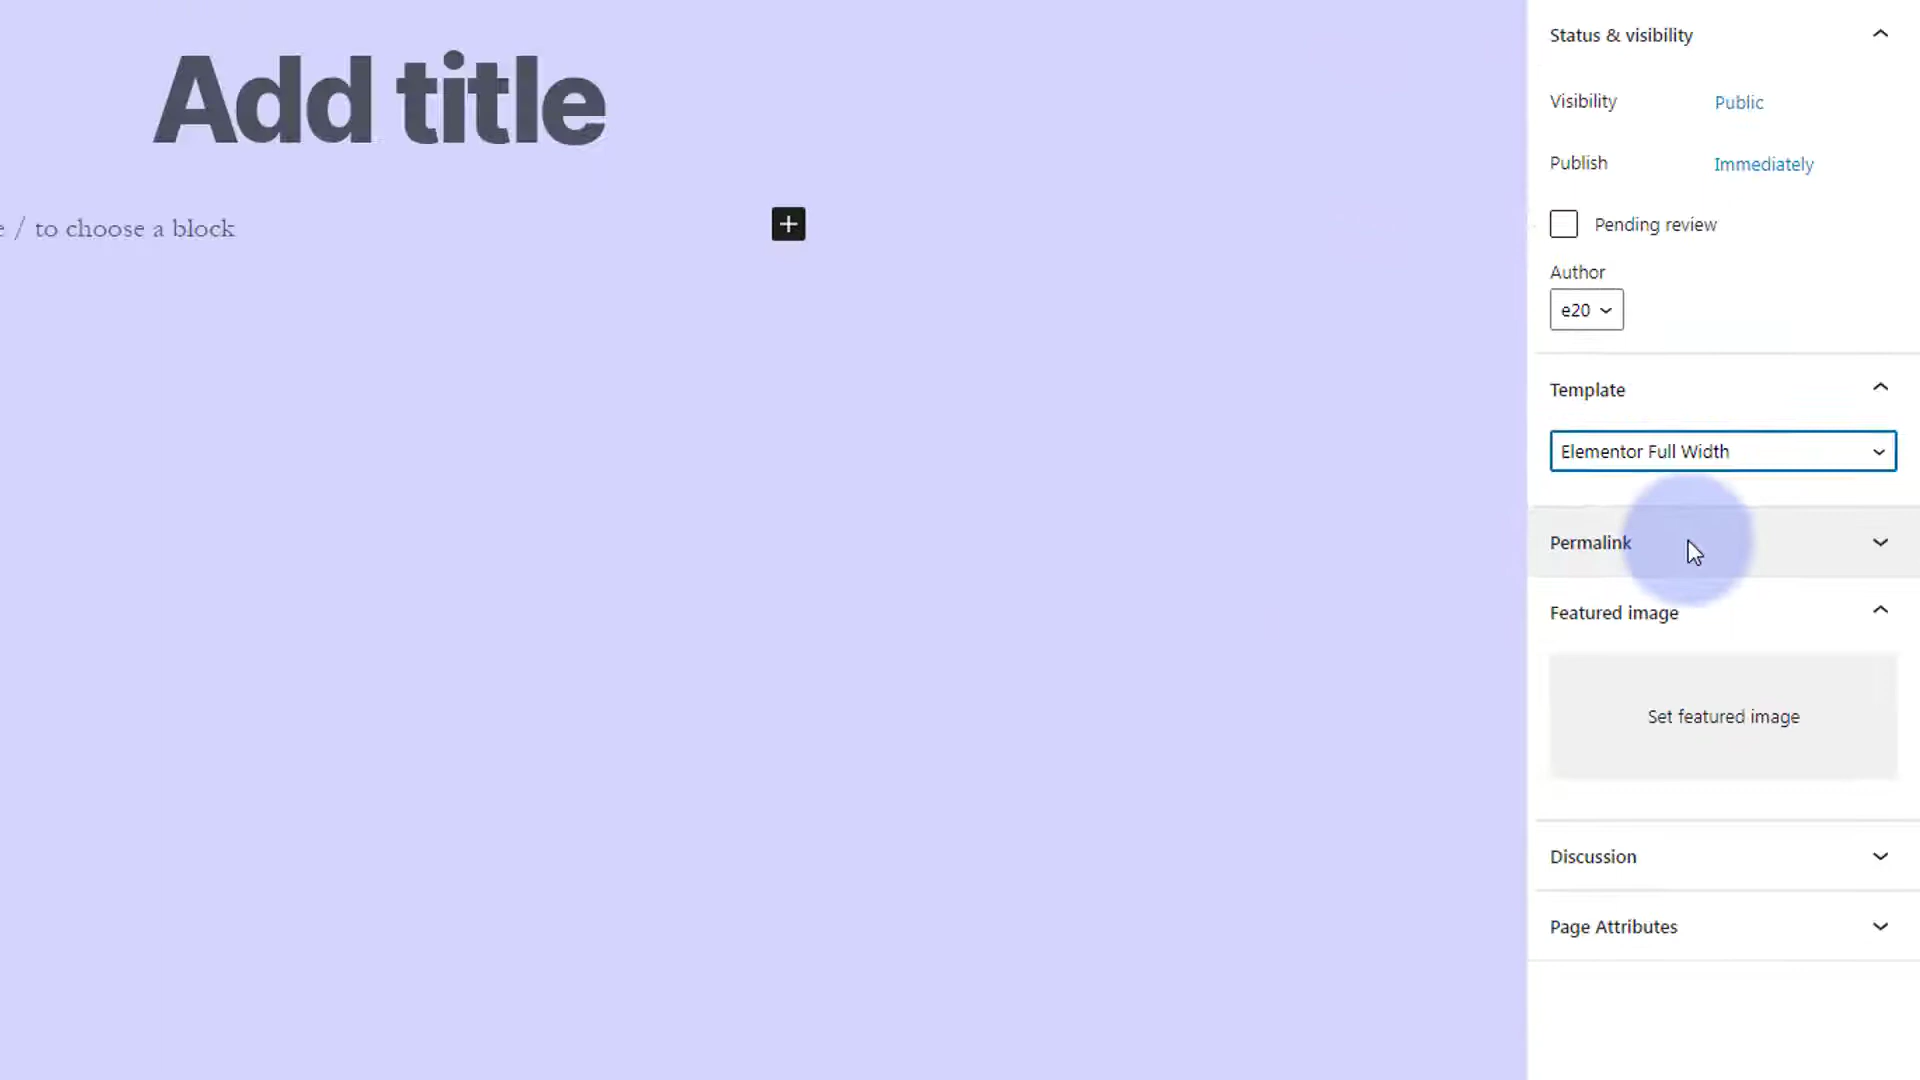 Add title
/ to choose a block
Status & visibility
Visibility
Public
Publish
Immediately
Pending review
Author
e20
Template
Elementor Full Width
Permalink
Featured image
Set featured image
Discussion
Page Attributes